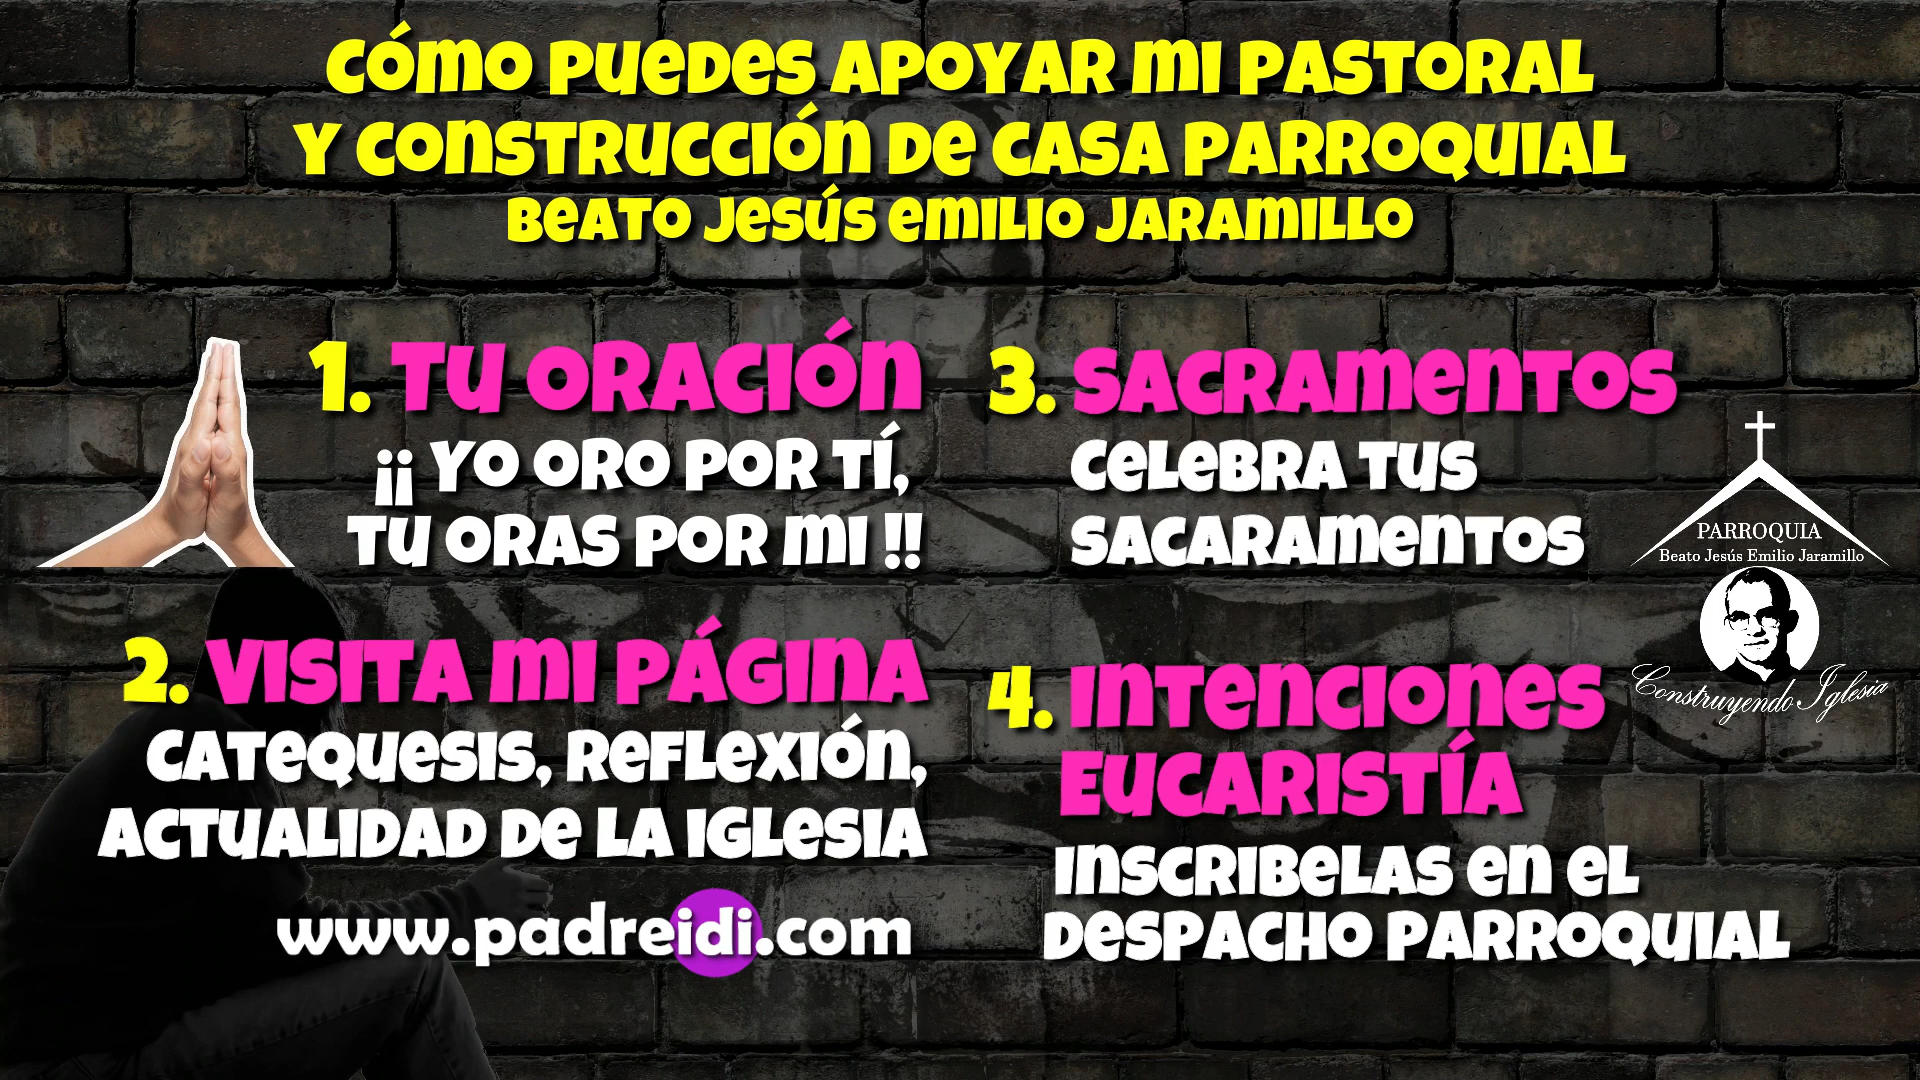 CÓMO PUEDES APOYAR MI PASTORAL
Y CONSTRUCCIÓN DE CASA PARROQUIAL
BEATO JESÚS EMILIO JARAMILLO
1. TU ORACIÓN
¡¡ YO ORO POR TÍ,
TU ORAS POR MI !!
2. VISITA MI PÁGINA
CATEQUESIS, REFLEXIÓN,
ACTUALIDAD DE LA IGLESIA
www.padreidi.com
3. SACRAMENTOS
CELEBRA TUS
SACARAMENTOS
4. INTENCIONES
EUCARISTÍA
INSCRIBELAS EN EL
DESPACHO PARROQUIAL
PARROQUIA
Beato Jesús Emilio Jaramillo
Construyendo Iglesia